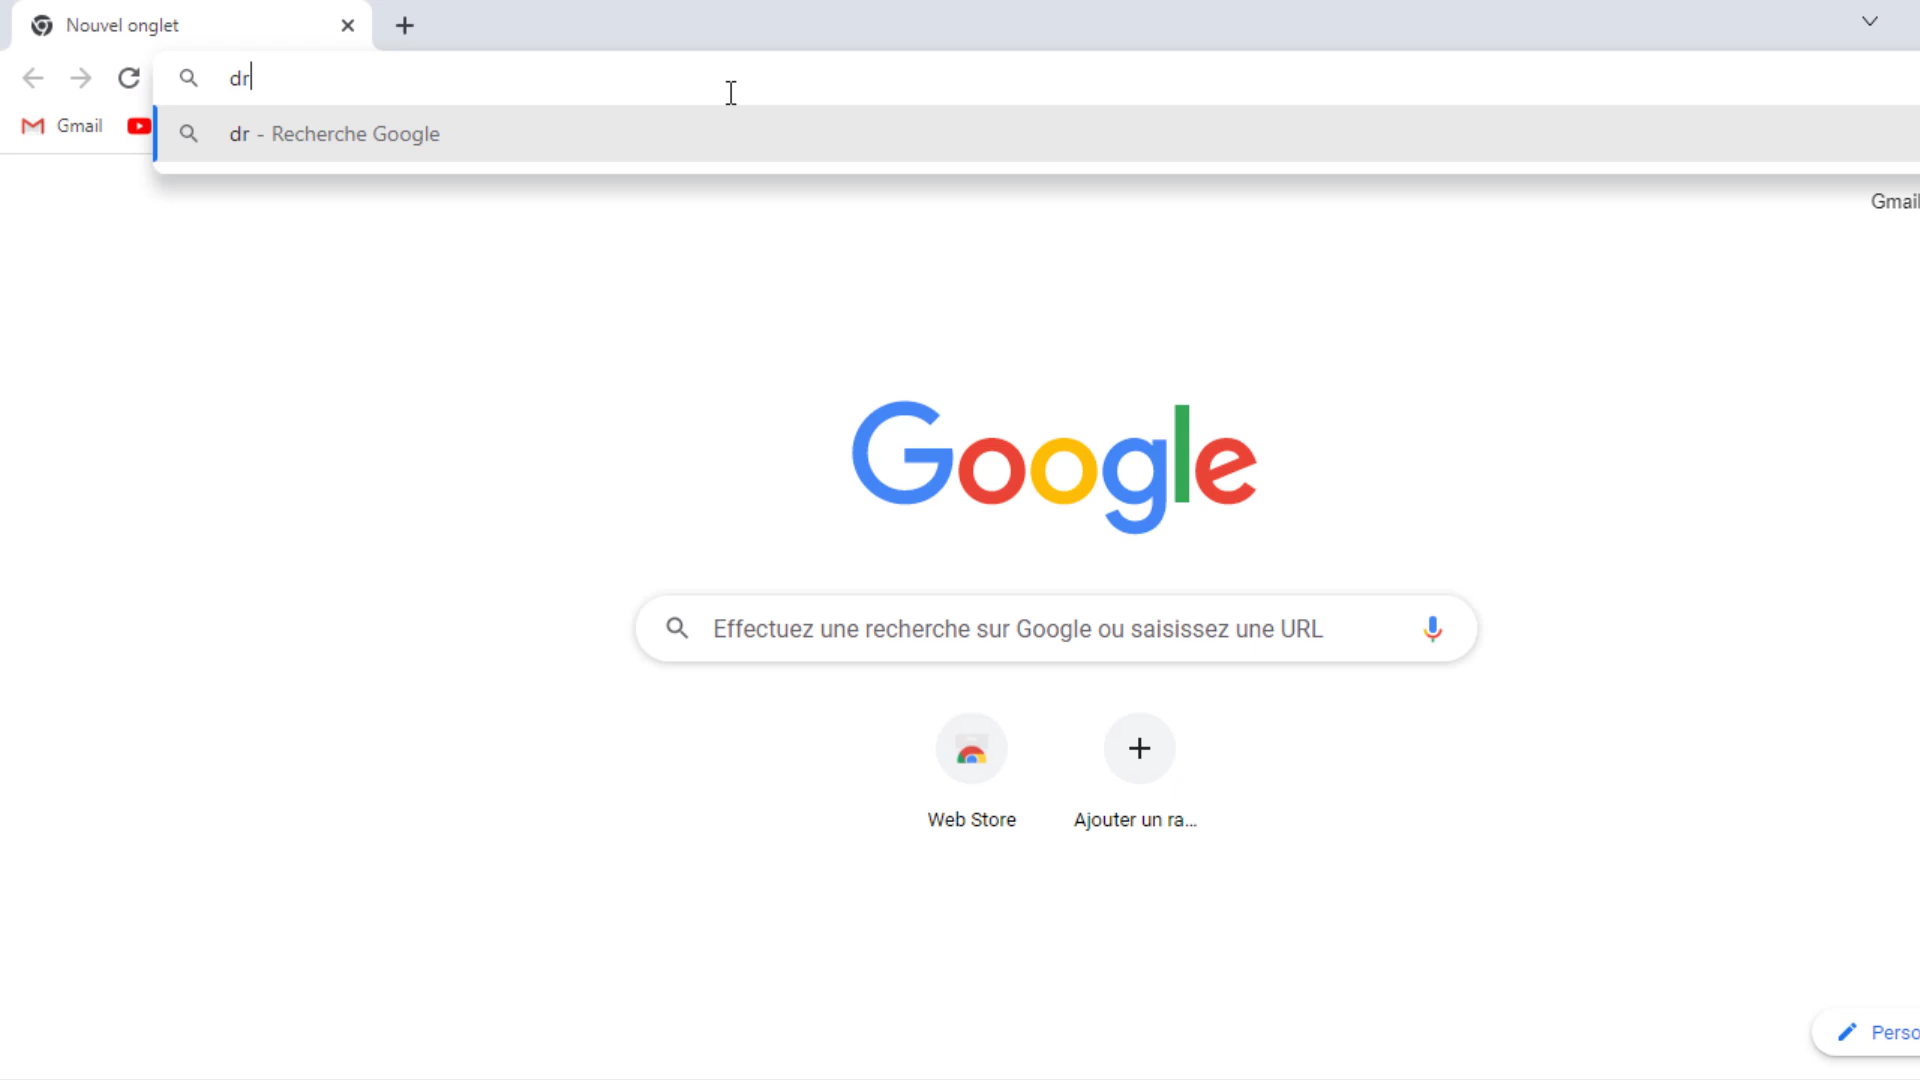 Nouvel onglet
dr
Gmail
dr - Recherche Google
Gmail
Google
Effectuez une recherche sur Google ou saisissez une URL
Web Store
Ajouter un ra...
Perso